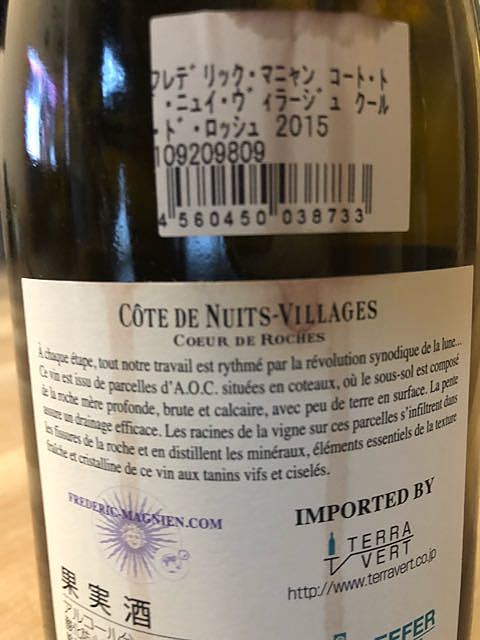 フレデリック・マニャン コート・ド
・ニュイ・ヴィラージュ クール
・ド・ロッシュ 2015
109209809
4 560450 038733
CÔTE DE NUITS-VILLAGES
COEUR DE ROCHES
À chaque étape, tout notre travail est rythmé par la révolution synodique de la lune...
Ce vin est issu de parcelles d'A.O.C. situées en coteaux, où le sous-sol est composé
de la roche mère profonde, brute et calcaire, avec peu de terre en surface. La pente
assure un drainage efficace. Les racines de la vigne sur ces parcelles s'infiltrent dans
les fissures de la roche et en distillent les minéraux, éléments essentiels de la texture
fraîche et cristalline de ce vin aux tanins vifs et ciselés.
FREDERIC-MAGNIEN.COM
IMPORTED BY
TERRA
VERT
http://www.terravert.co.jp
果実酒
EFER
アルコール分